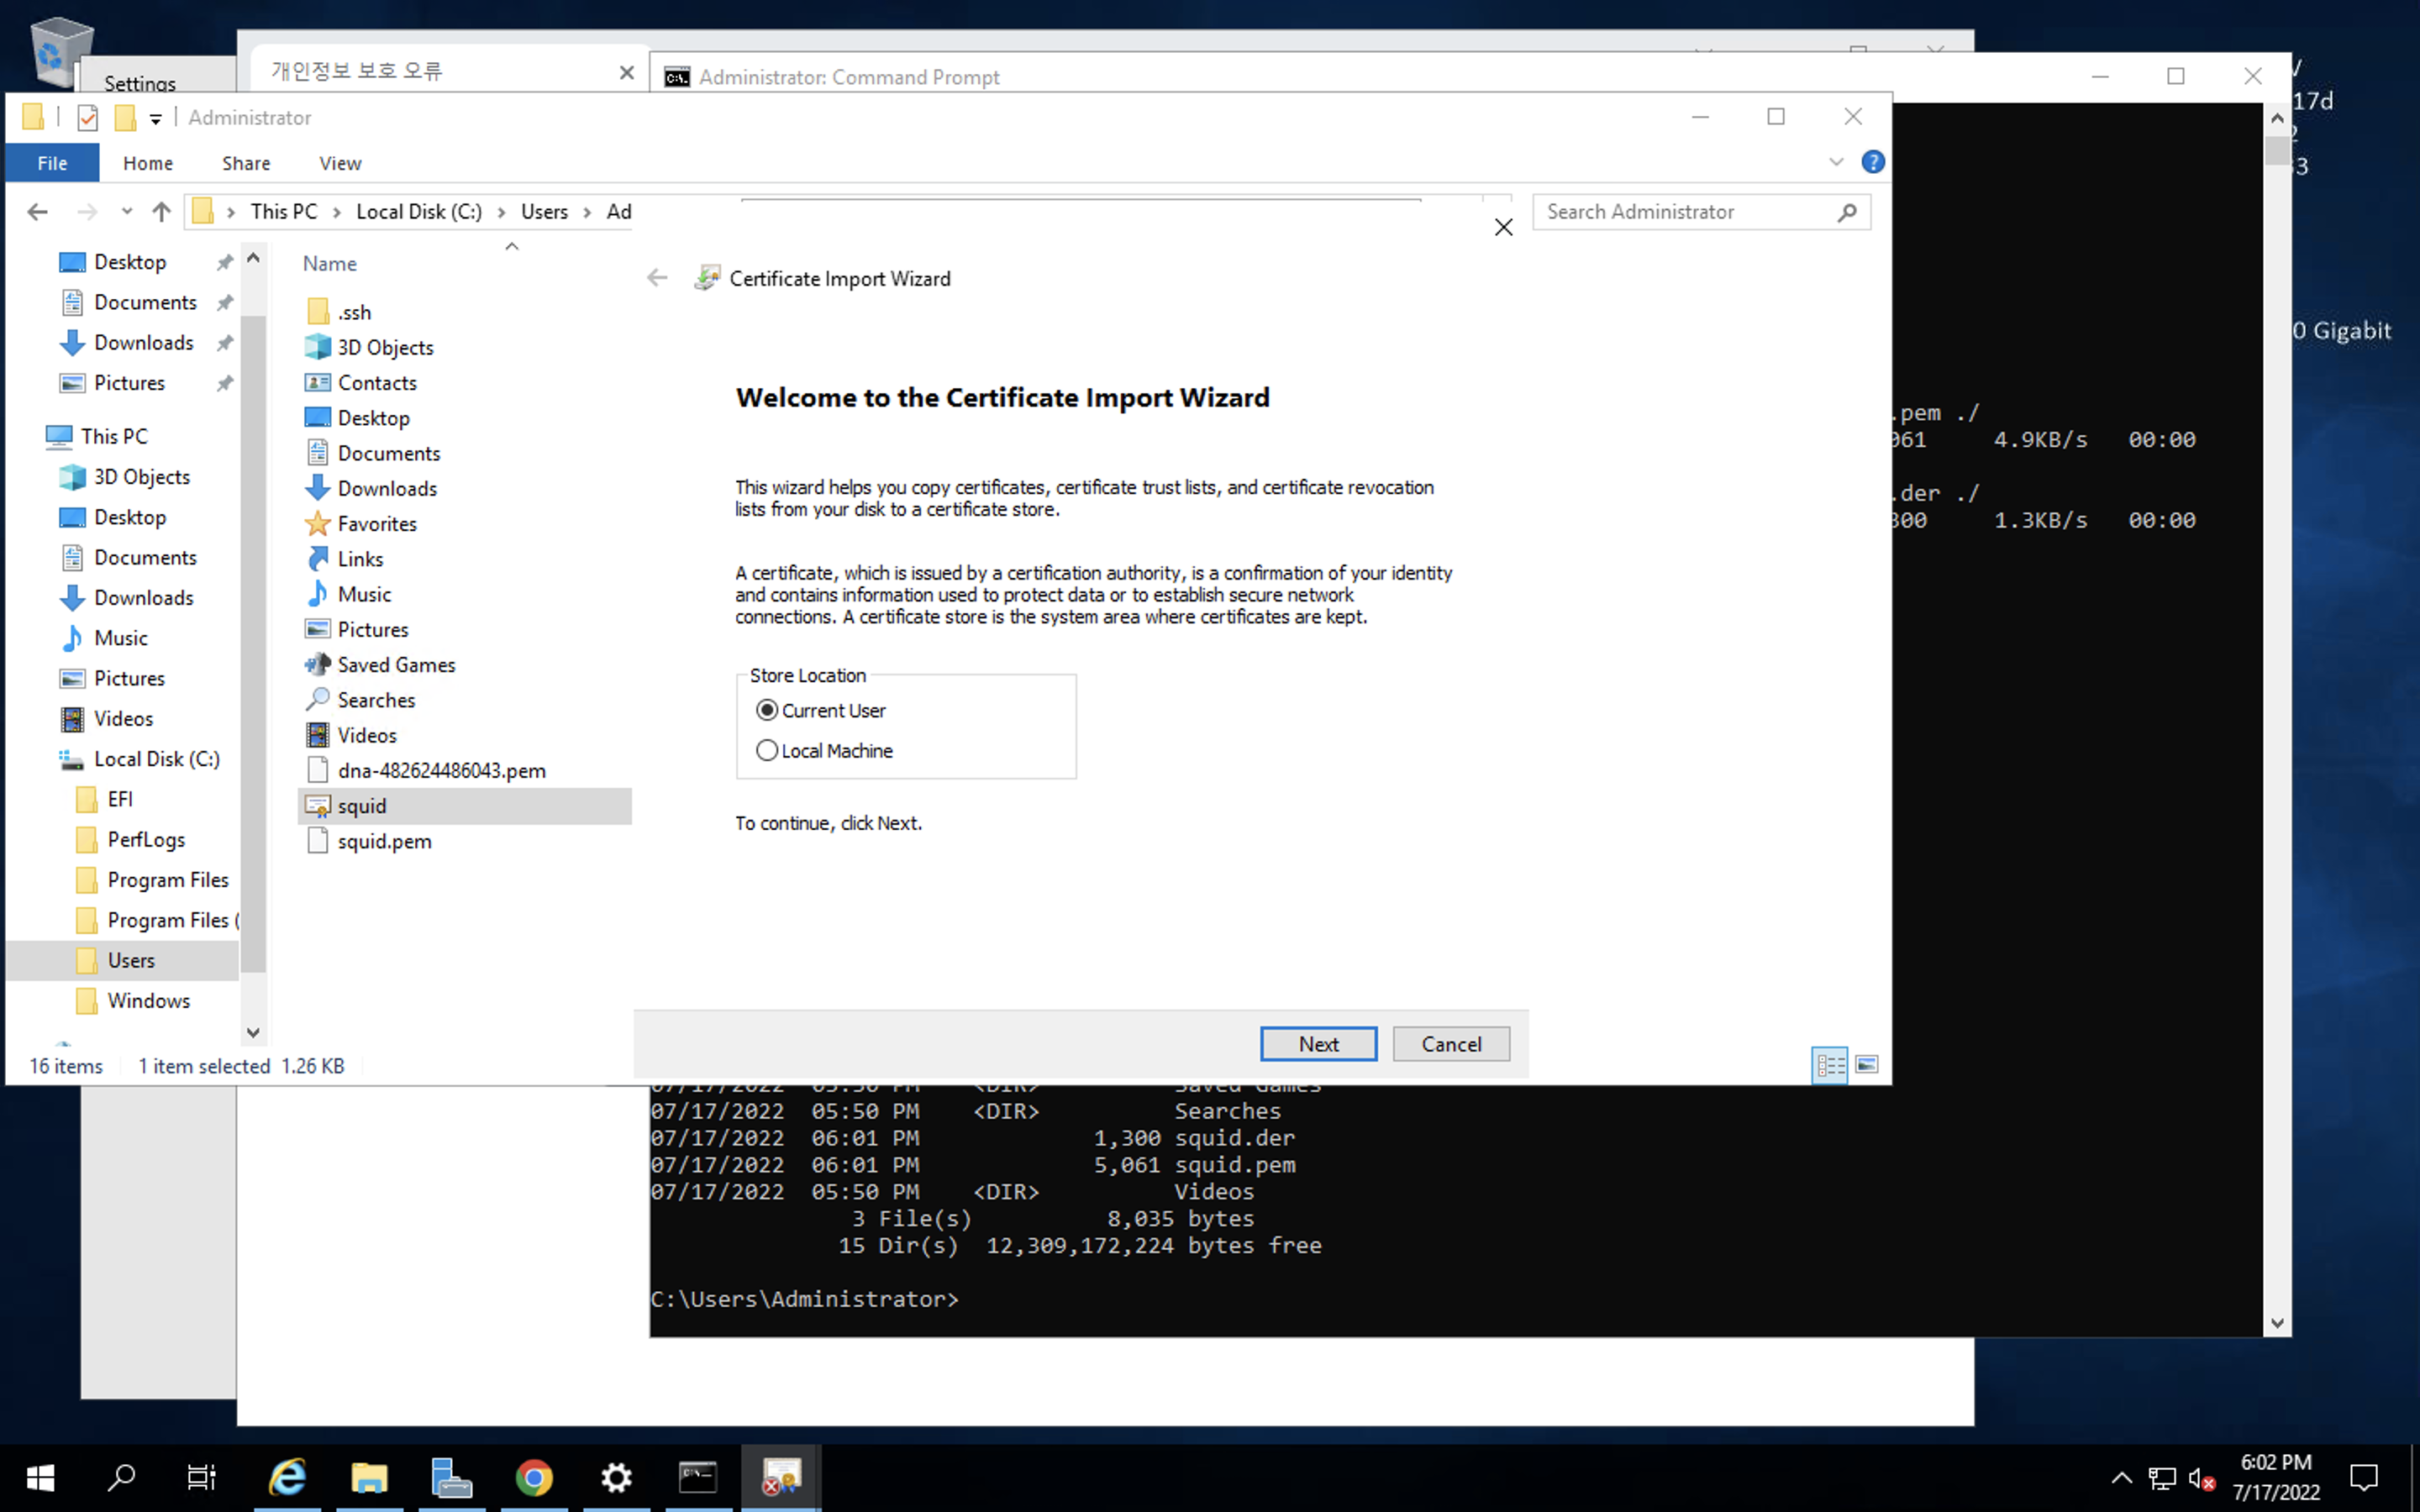 Settings
개인정보 보호 오류
Administrator: Command Prompt
17d
Administrator
File Home Share View
This PC > Local Disk (C:) > Users > Ad
Search Administrator
Desktop
Documents
Downloads
Pictures
This PC
3D Objects
Desktop
Documents
Downloads
Music
Pictures
Videos
Local Disk (C:)
EFI
PerfLogs
Program Files
Program Files (
Users
Windows
Name
.ssh
3D Objects
Contacts
Desktop
Documents
Downloads
Favorites
Links
Music
Pictures
Saved Games
Searches
Videos
dna-482624486043.pem
squid
squid.pem
16 items 1 item selected 1.26 KB
Certificate Import Wizard
Welcome to the Certificate Import Wizard
This wizard helps you copy certificates, certificate trust lists, and certificate revocation
lists from your disk to a certificate store.
A certificate, which is issued by a certification authority, is a confirmation of your identity
and contains information used to protect data or to establish secure network
connections. A certificate store is the system area where certificates are kept.
Store Location
Current User
Local Machine
To continue, click Next.
Next Cancel
0 Gigabit
.pem ./
061 4.9KB/s 00:00
.der ./
300 1.3KB/s 00:00
07/17/2022 05:50 PM <DIR> Saved Games
07/17/2022 05:50 PM <DIR> Searches
07/17/2022 06:01 PM 1,300 squid.der
07/17/2022 06:01 PM 5,061 squid.pem
07/17/2022 05:50 PM <DIR> Videos
3 File(s) 8,035 bytes
15 Dir(s) 12,309,172,224 bytes free
C:\Users\Administrator>
6:02 PM
7/17/2022